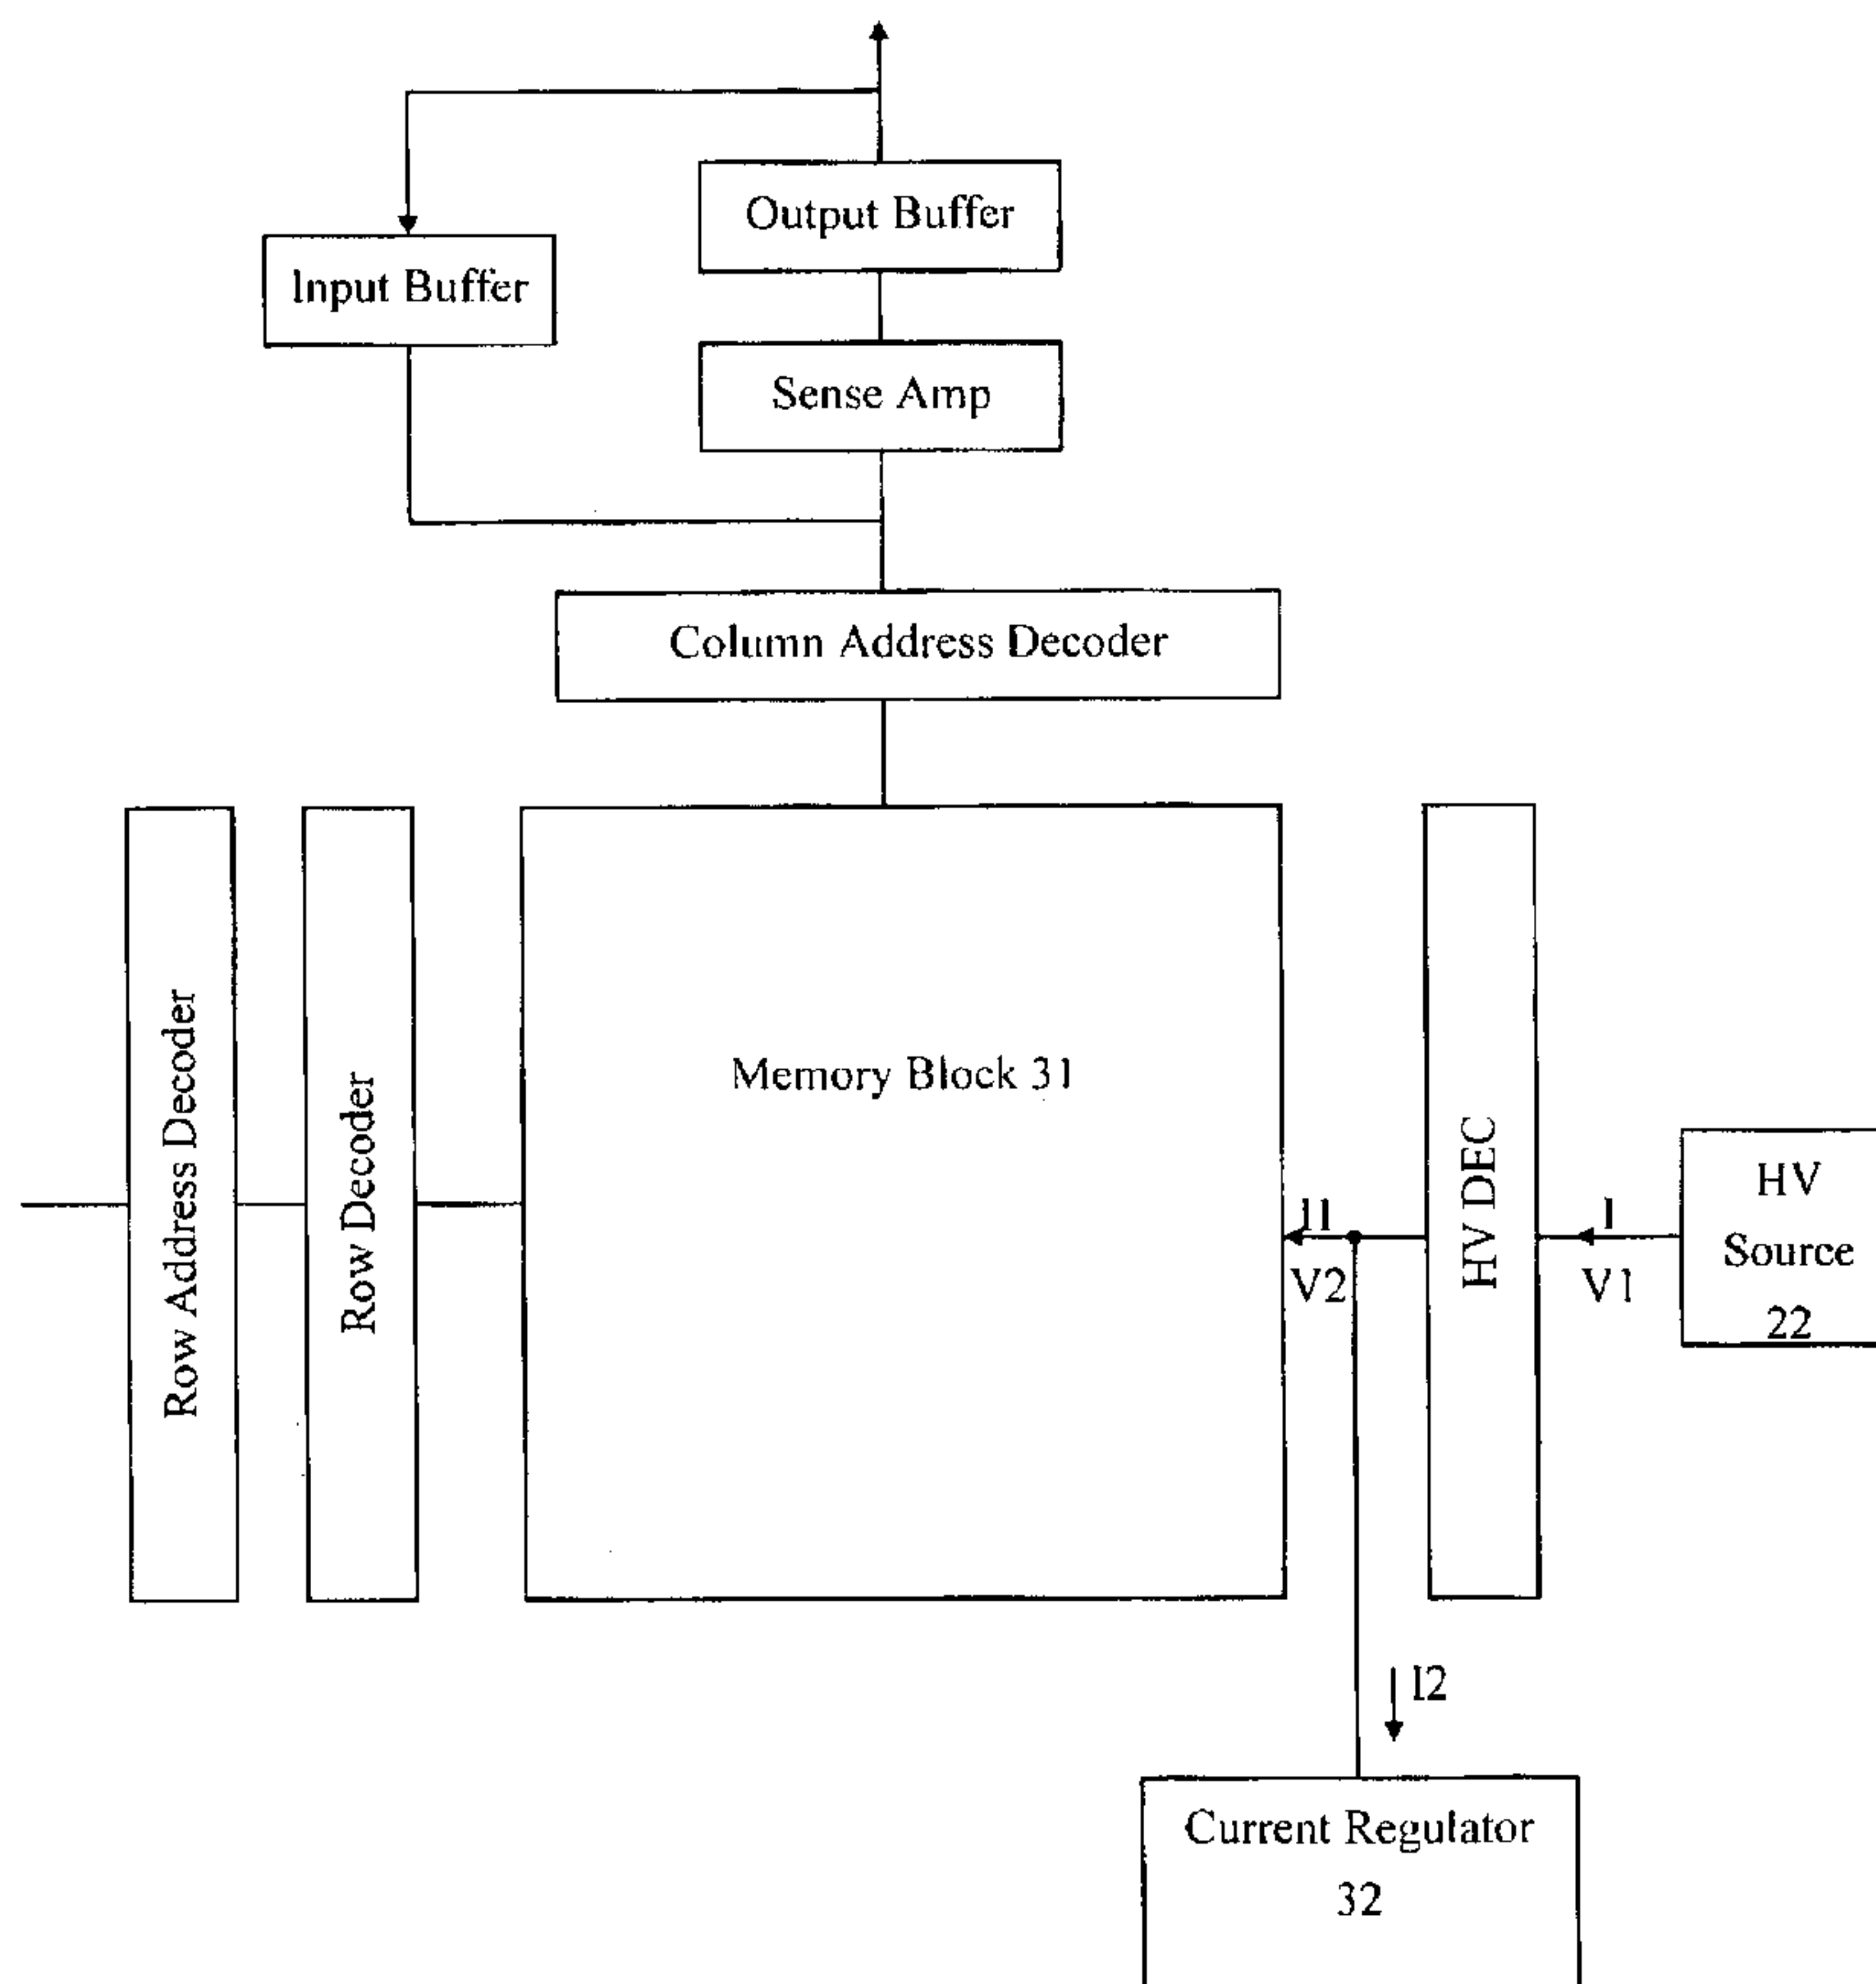 Output Buffer
Input Buffer
Sense Amp
Column Address Decoder
Row Address Decoder
Row Decoder
Memory Block 31
HV DEC
I1
V2
I
V1
HV
Source
22
I2
Current Regulator
32